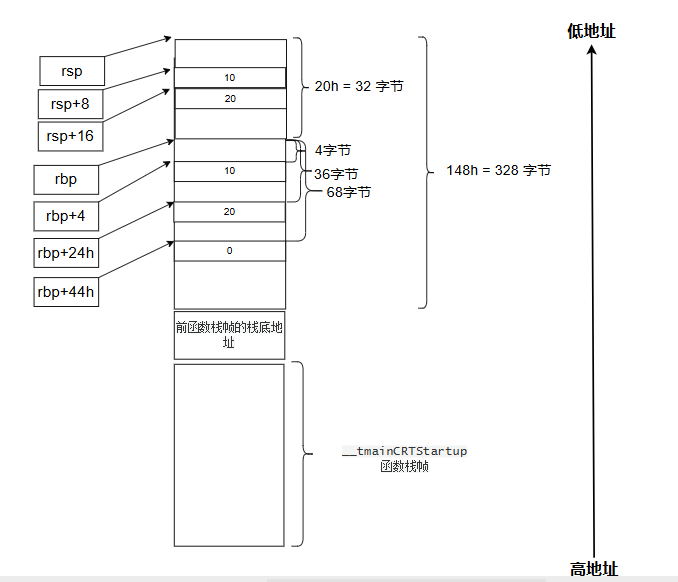 低地址
rsp
rsp+8
rsp+16
rbp
rbp+4
rbp+24h
rbp+44h
10
20
10
20
0
20h = 32 字节
4字节
36字节
68字节
148h = 328 字节
前函数栈帧的栈底地
址
__tmainCRTStartup
函数栈帧
高地址